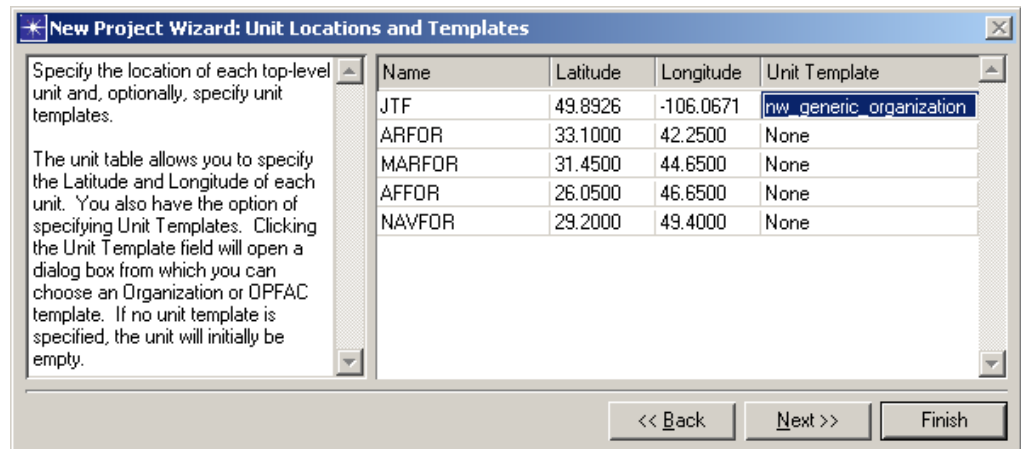 New Project Wizard: Unit Locations and Templates
Specify the location of each top-level
unit and, optionally, specify unit
templates.
The unit table allows you to specify
the Latitude and Longitude of each
unit. You also have the option of
specifying Unit Templates. Clicking
the Unit Template field will open a
dialog box from which you can
choose an Organization or OPFAC
template. If no unit template is
specified, the unit will initially be
empty.
Name Latitude Longitude Unit Template
JTF 49.8926 -106.0671 nw_generic_organization
ARFOR 33.1000 42.2500 None
MARFOR 31.4500 44.6500 None
AFFOR 26.0500 46.6500 None
NAVFOR 29.2000 49.4000 None
<< Back Next >> Finish